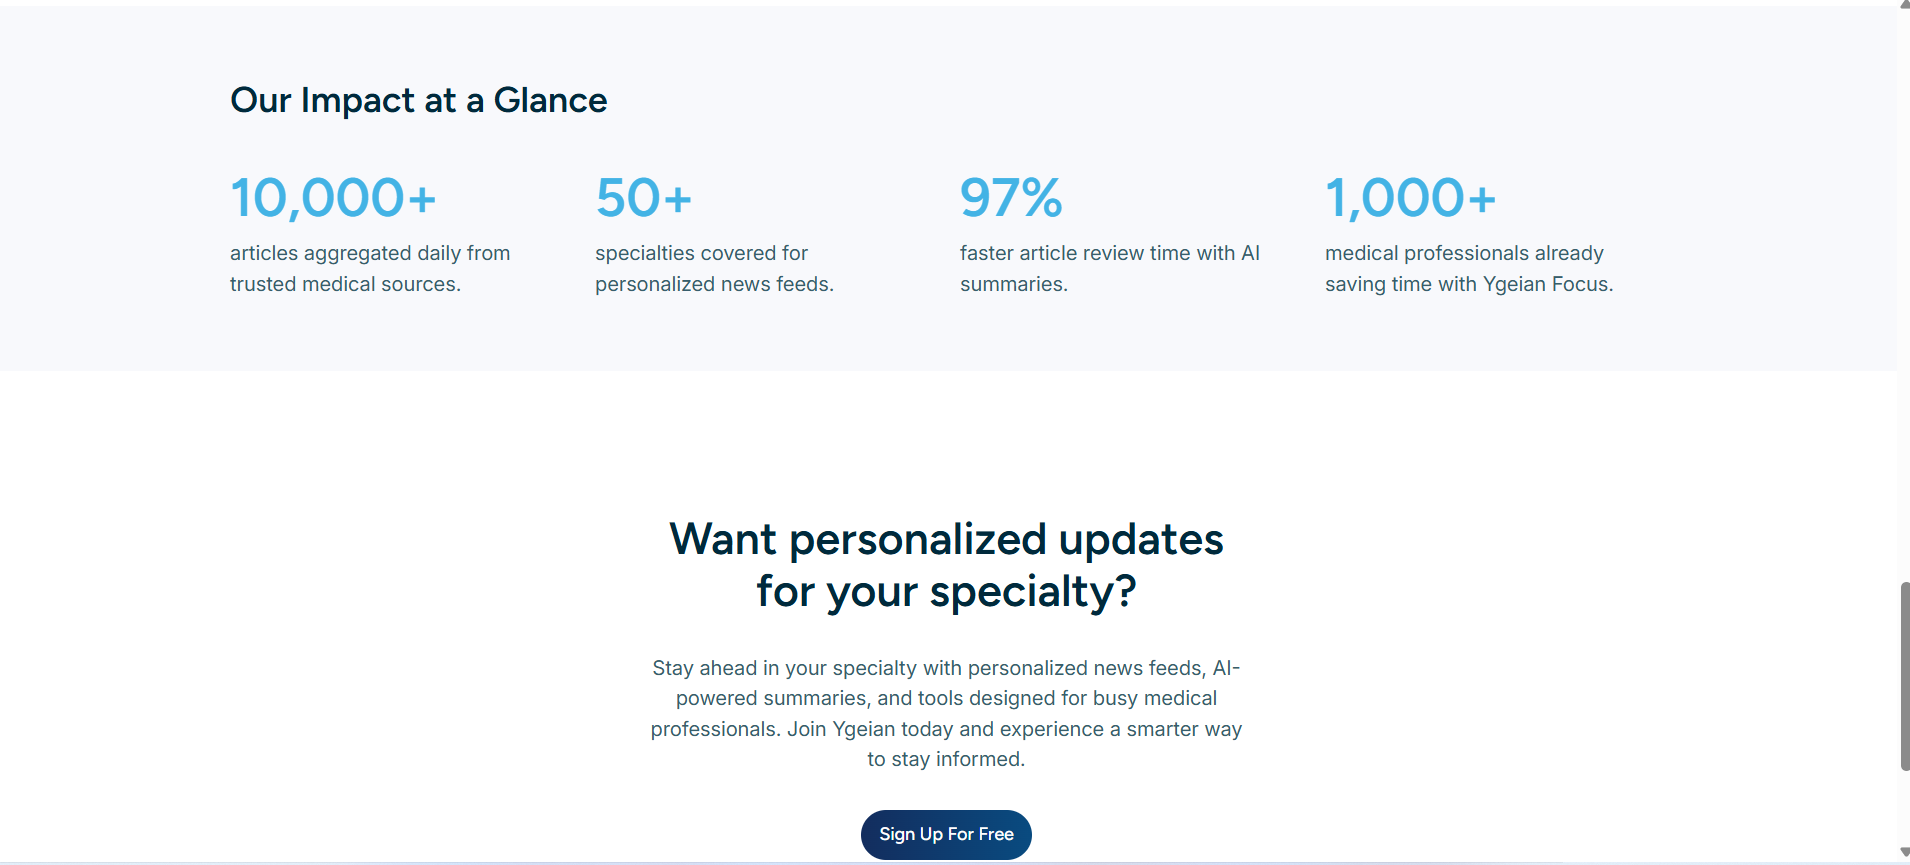 Our Impact at a Glance
10,000+
articles aggregated daily from
trusted medical sources.
50+
specialties covered for
personalized news feeds.
97%
faster article review time with AI
summaries.
1,000+
medical professionals already
saving time with Ygeian Focus.
Want personalized updates
for your specialty?
Stay ahead in your specialty with personalized news feeds, AI-
powered summaries, and tools designed for busy medical
professionals. Join Ygeian today and experience a smarter way
to stay informed.
Sign Up For Free